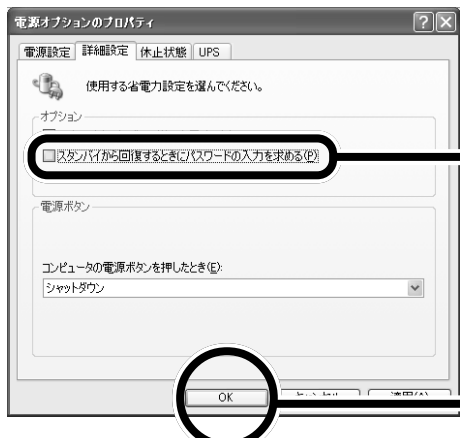 電源オプションのプロパティ
電源設定 詳細設定 休止状態 UPS
使用する省電力設定を選んでください。
オプション
スタンバイから回復するときにパスワードの入力を求める(P)
電源ボタン
コンピュータの電源ボタンを押したとき(E):
シャットダウン
OK